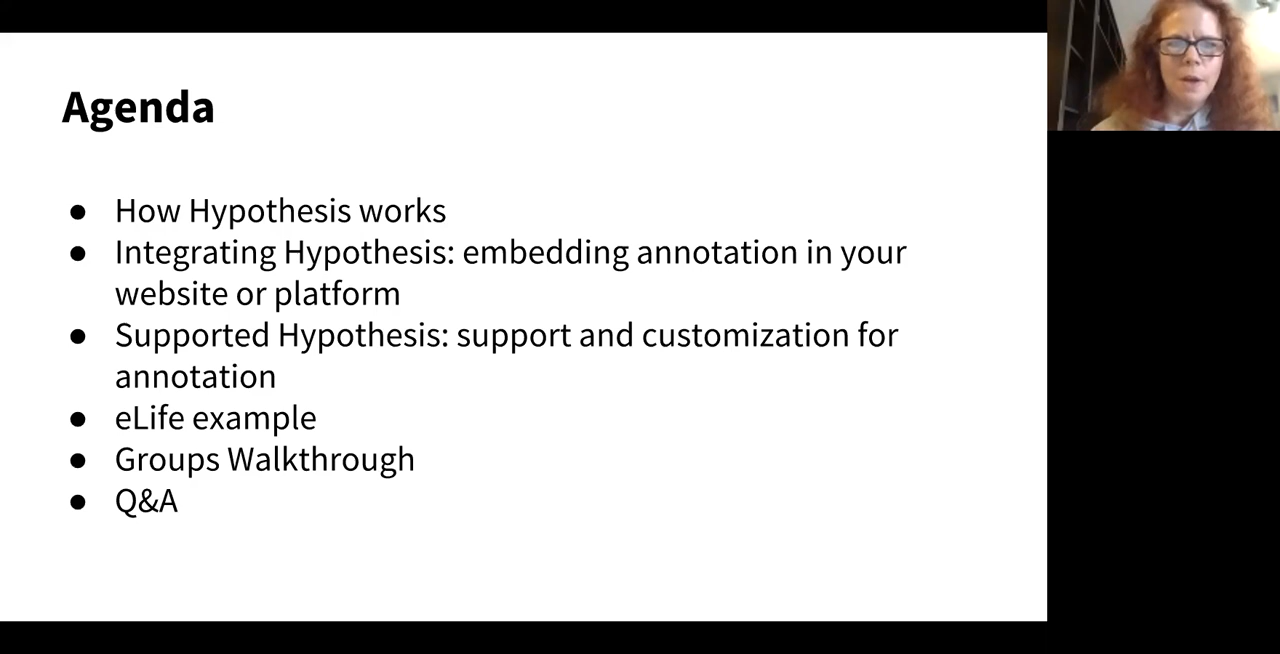 Agenda
● How Hypothesis works
● Integrating Hypothesis: embedding annotation in your
website or platform
● Supported Hypothesis: support and customization for
annotation
● eLife example
● Groups Walkthrough
● Q&A